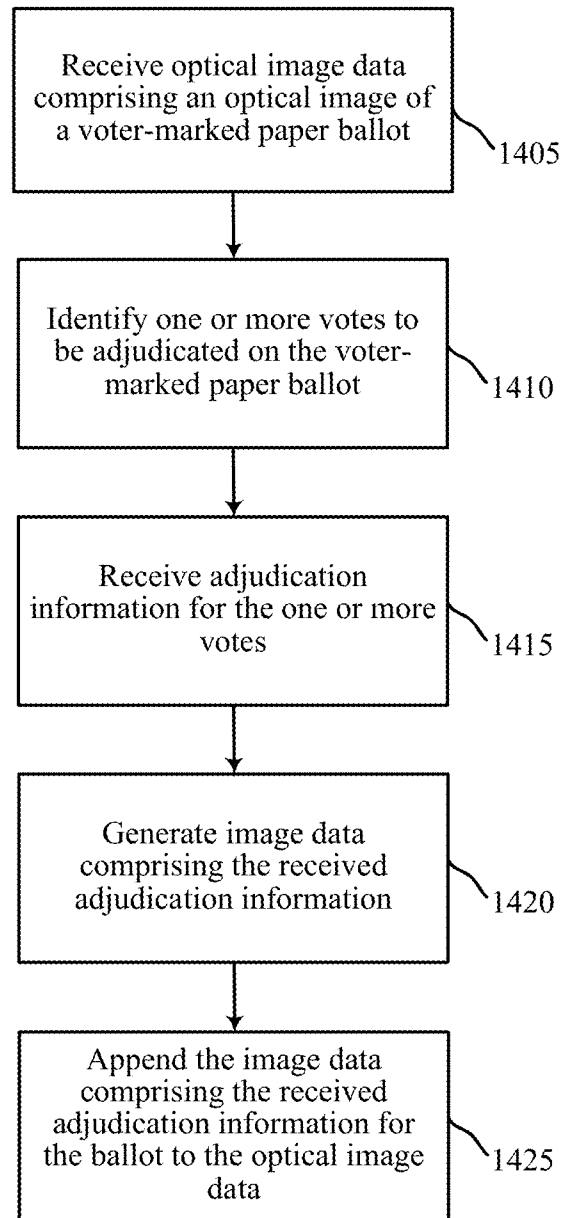 Receive optical image data
comprising an optical image of
a voter-marked paper ballot
1405
Identify one or more votes to
be adjudicated on the voter-
marked paper ballot
1410
Receive adjudication
information for the one or more
votes
1415
Generate image data
comprising the received
adjudication information
1420
Append the image data
comprising the received
adjudication information for
the ballot to the optical image
data
1425